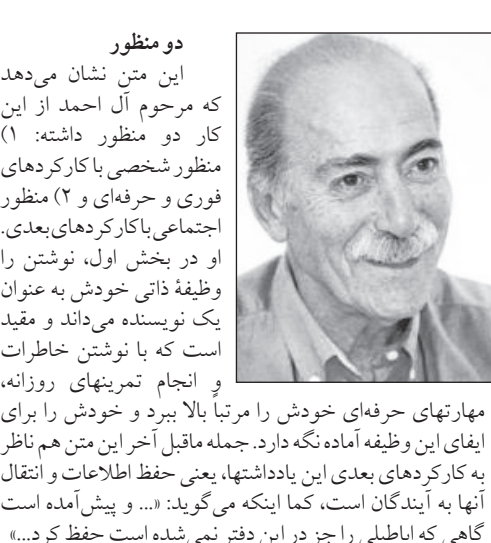 دو منظور
این متن نشان می‌دهد
که مرحوم آل احمد از این
کار دو منظور داشته: ۱)
منظور شخصی با کارکردهای
فوری و حرفه‌ای و ۲) منظور
اجتماعی با کارکردهای بعدی.
او در بخش اول، نوشتن را
وظیفهٔ ذاتی خودش به عنوان
یک نویسنده می‌داند و مقید
است که با نوشتن خاطرات
و انجام تمرینهای روزانه،
مهارتهای حرفه‌ای خودش را مرتباً بالا ببرد و خودش را برای
ایفای این وظیفه آماده نگه دارد. جمله ماقبل آخر این متن هم ناظر
به کارکردهای بعدی این یادداشتها، یعنی حفظ اطلاعات و انتقال
آنها به آیندگان است، کما اینکه می‌گوید: «... و پیش‌آمده است
گاهی که اباطیلی را جز در این دفتر نمی‌شده است حفظ کرد...»